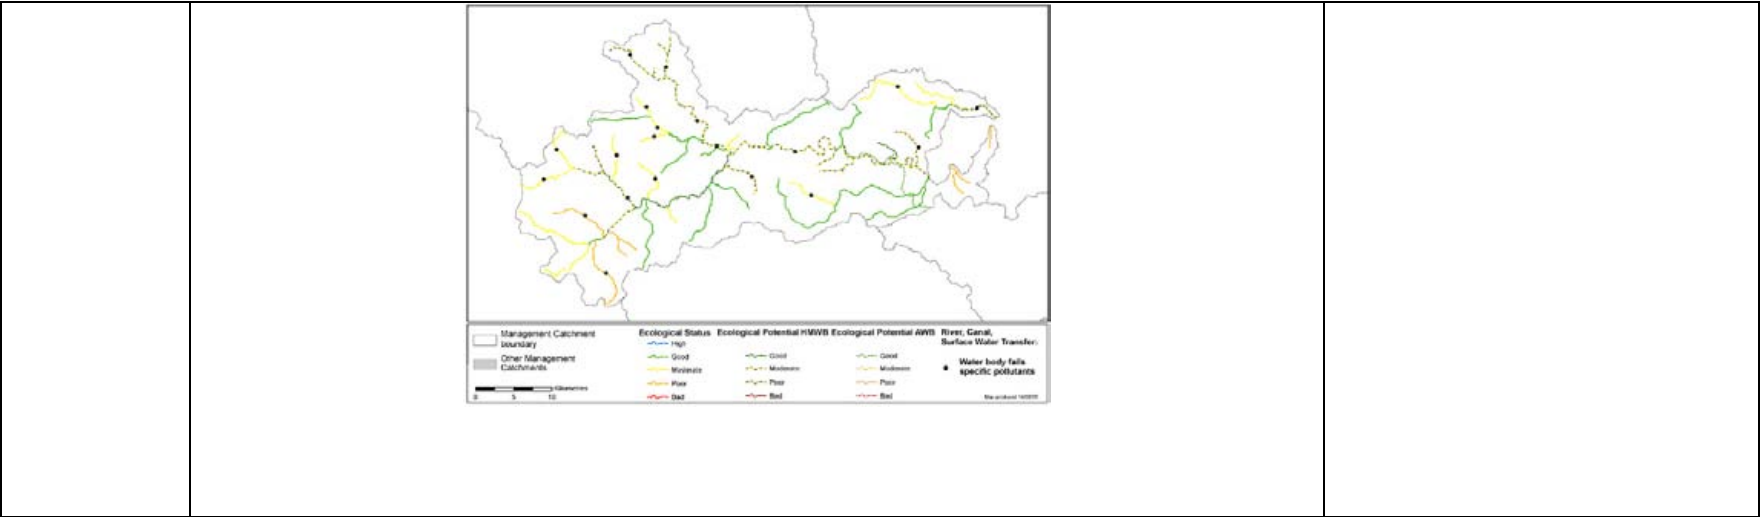 Management Catchment
boundary
Other Management
Catchments
Kilometres
0 5 10
Ecological Status
High
Good
Moderate
Poor
Bad
Ecological Potential HMWB
Good
Moderate
Poor
Bad
Ecological Potential AWB
Good
Moderate
Poor
Bad
River, Canal,
Surface Water Transfer.
Water body fails
specific pollutants